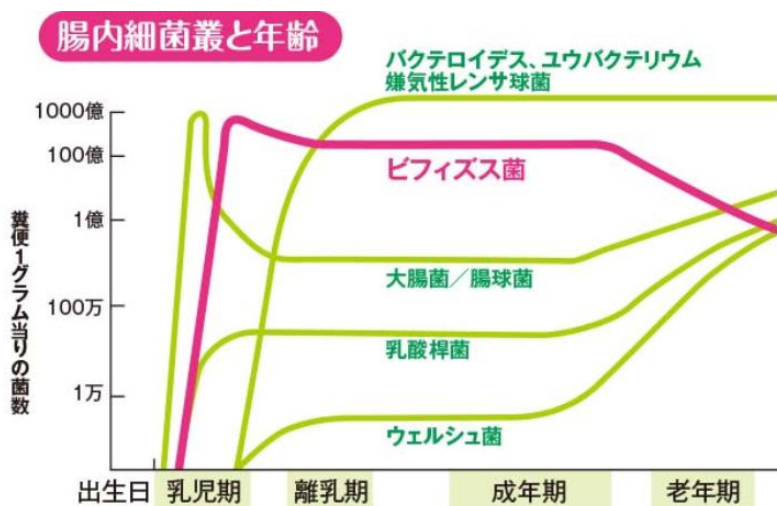 腸内細菌叢と年齢
バクテロイデス、ユウバクテリウム
嫌気性レンサ球菌
1000億
100億
ビフィズス菌
1億
大腸菌／腸球菌
100万
乳酸桿菌
1万
ウェルシュ菌
糞便1グラム当りの菌数
出生日 乳児期 離乳期 成年期 老年期